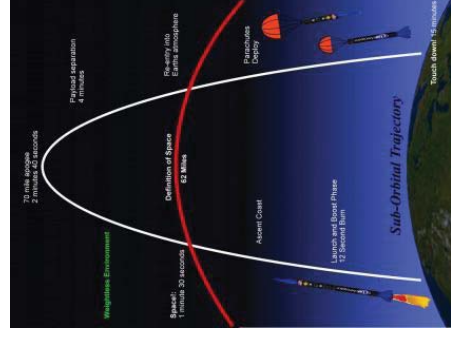 70 mile apogee
2 minutes 40 seconds
Payload separation
4 minutes
Weightless Environment
Space!:
1 minute 30 seconds
Definition of Space
62 Miles
Re-entry into
Earths atmosphere
Ascent Coast
Parachutes
Deploy
Launch and Boost Phase
12 Second Burn
Sub-Orbital Trajectory
Touch down! 15 minutes